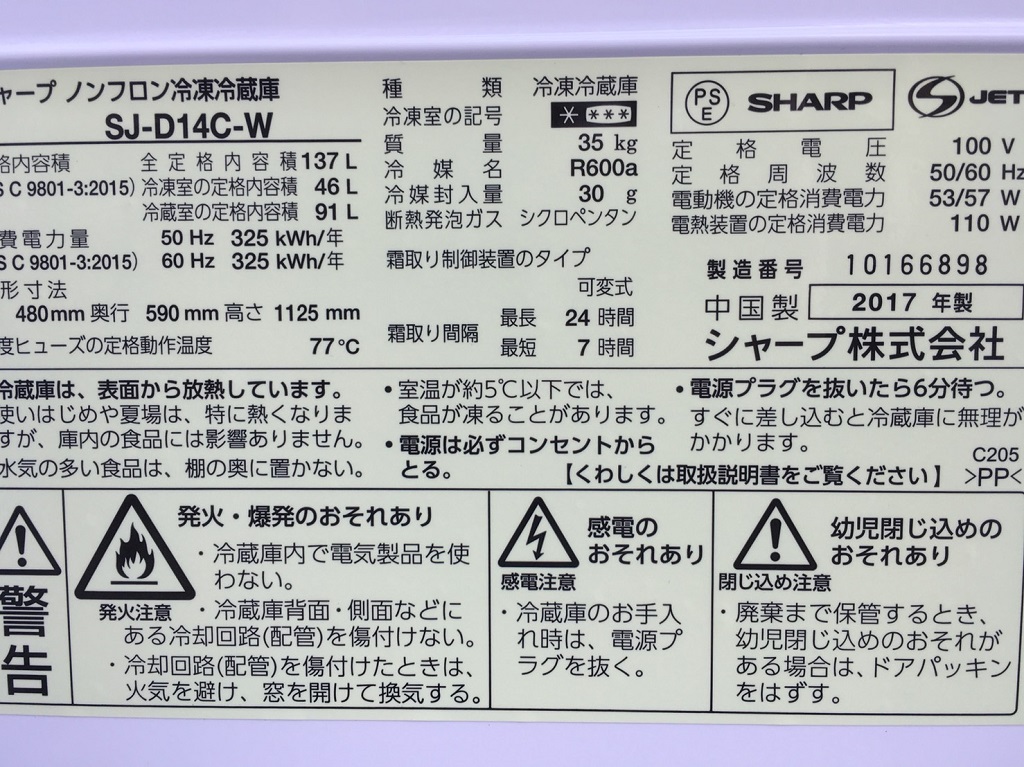 ャープ ノンフロン冷凍冷蔵庫
SJ-D14C-W
格内容積 全定格内容積 137 L
S C 9801-3:2015) 冷凍室の定格内容積 46 L
冷蔵室の定格内容積 91 L
費電力量 50 Hz 325 kWh/年
S C 9801-3:2015) 60 Hz 325 kWh/年
形寸法
480mm 奥行 590 mm 高さ 1125 mm
度ヒューズの定格動作温度 77℃
種類 冷凍冷蔵庫
冷凍室の記号 * ***
質量 35 kg
冷媒名 R600a
冷媒封入量 30 g
断熱発泡ガス シクロペンタン
霜取り制御装置のタイプ
可変式
霜取り間隔 最長 24 時間
最短 7 時間
PSE SHARP
JET
定格電圧 100 V
定格周波数 50/60 Hz
電動機の定格消費電力 53/57 W
電熱装置の定格消費電力 110 W
製造番号 10166898
中国製 2017 年製
シャープ株式会社
冷蔵庫は、表面から放熱しています。
使いはじめや夏場は、特に熱くなりま
すが、庫内の食品には影響ありません。
水気の多い食品は、棚の奥に置かない。
・室温が約5℃以下では、
食品が凍ることがあります。
・電源は必ずコンセントから
とる。
・電源プラグを抜いたら6分待つ。
すぐに差し込むと冷蔵庫に無理が
かかります。
C205
【くわしくは取扱説明書をご覧ください】 >PP<
警告
発火・爆発のおそれあり
発火注意
・冷蔵庫内で電気製品を使
わない。
・冷蔵庫背面・側面などに
ある冷却回路(配管)を傷付けない。
・冷却回路(配管)を傷付けたときは、
火気を避け、窓を開けて換気する。
感電の
おそれあり
感電注意
・冷蔵庫のお手入
れ時は、電源プ
ラグを抜く。
幼児閉じ込めの
おそれあり
閉じ込め注意
・廃棄まで保管するとき、
幼児閉じ込めのおそれが
ある場合は、ドアパッキン
をはずす。